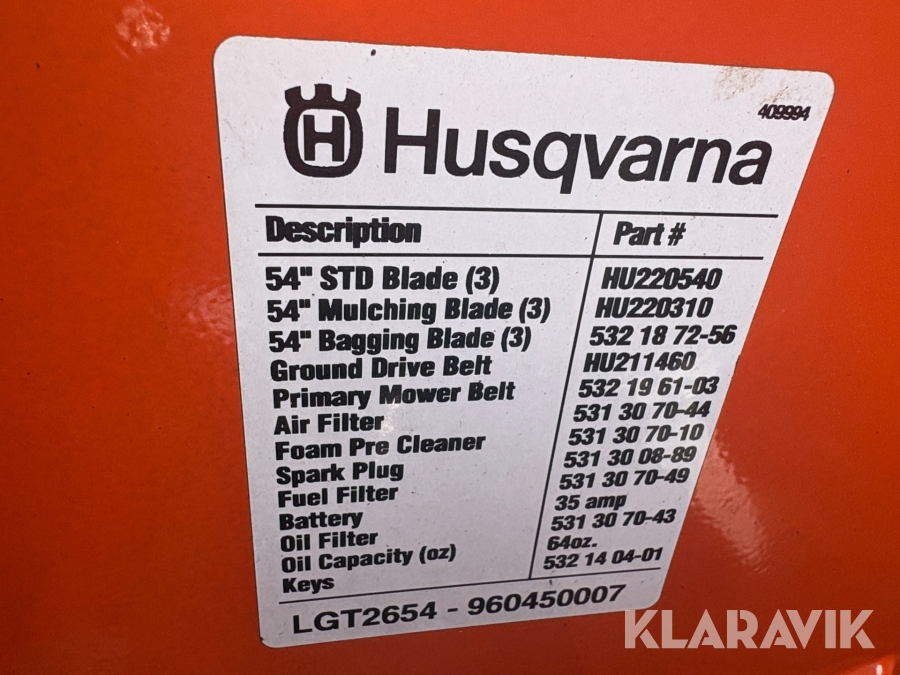 409994
H Husqvarna
Description Part #
54" STD Blade (3) HU220540
54" Mulching Blade (3) HU220310
54" Bagging Blade (3) 532 18 72-56
Ground Drive Belt HU211460
Primary Mower Belt 532 19 61-03
Air Filter 531 30 70-44
Foam Pre Cleaner 531 30 70-10
Spark Plug 531 30 08-89
Fuel Filter 531 30 70-49
Battery 35 amp
Oil Filter 531 30 70-43
Oil Capacity (oz) 64oz.
Keys 532 14 04-01
LGT2654 - 960450007
KLARAVIK